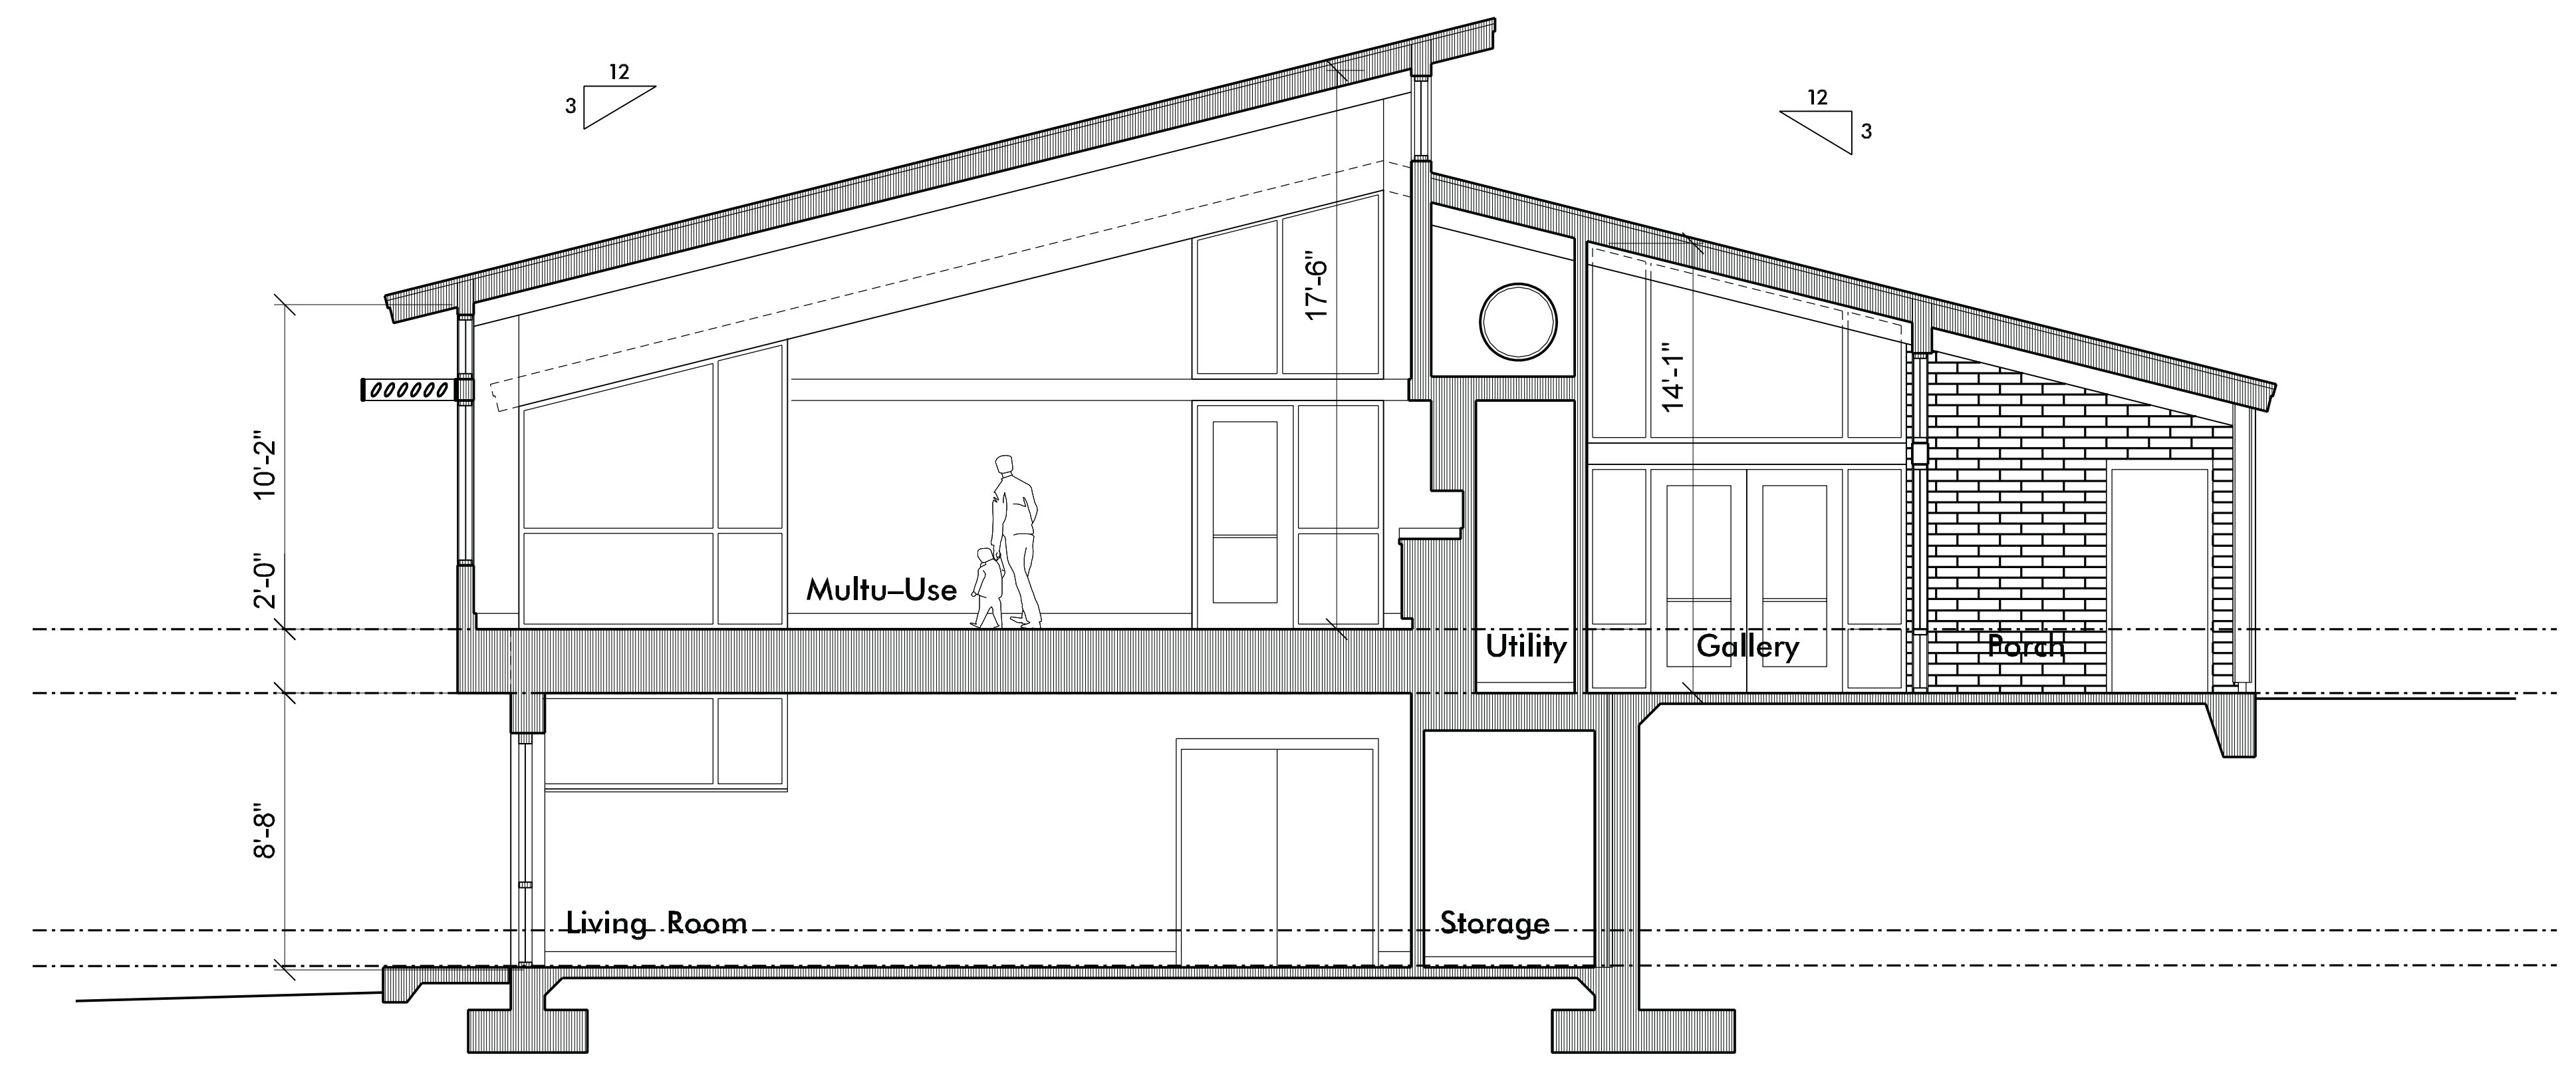 12
3
12
3
17'-6"
14'-1"
10'-2"
2'-0"
Multu–Use
Utility
Gallery
Porch
8'-8"
Living Room
Storage